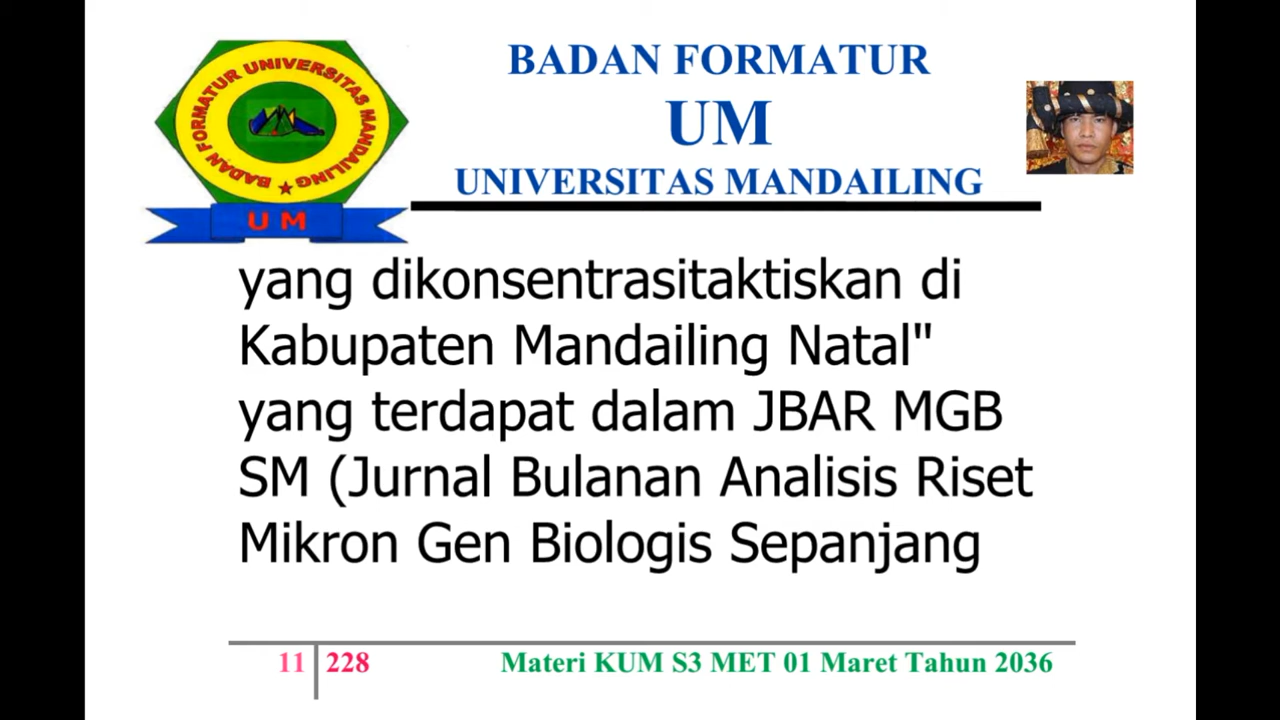 BADAN FORMATUR UNIVERSITAS MANDAILING
U M
BADAN FORMATUR
UM
UNIVERSITAS MANDAILING
yang dikonsentrasitaktiskan di
Kabupaten Mandailing Natal"
yang terdapat dalam JBAR MGB
SM (Jurnal Bulanan Analisis Riset
Mikron Gen Biologis Sepanjang
11 228 Materi KUM S3 MET 01 Maret Tahun 2036